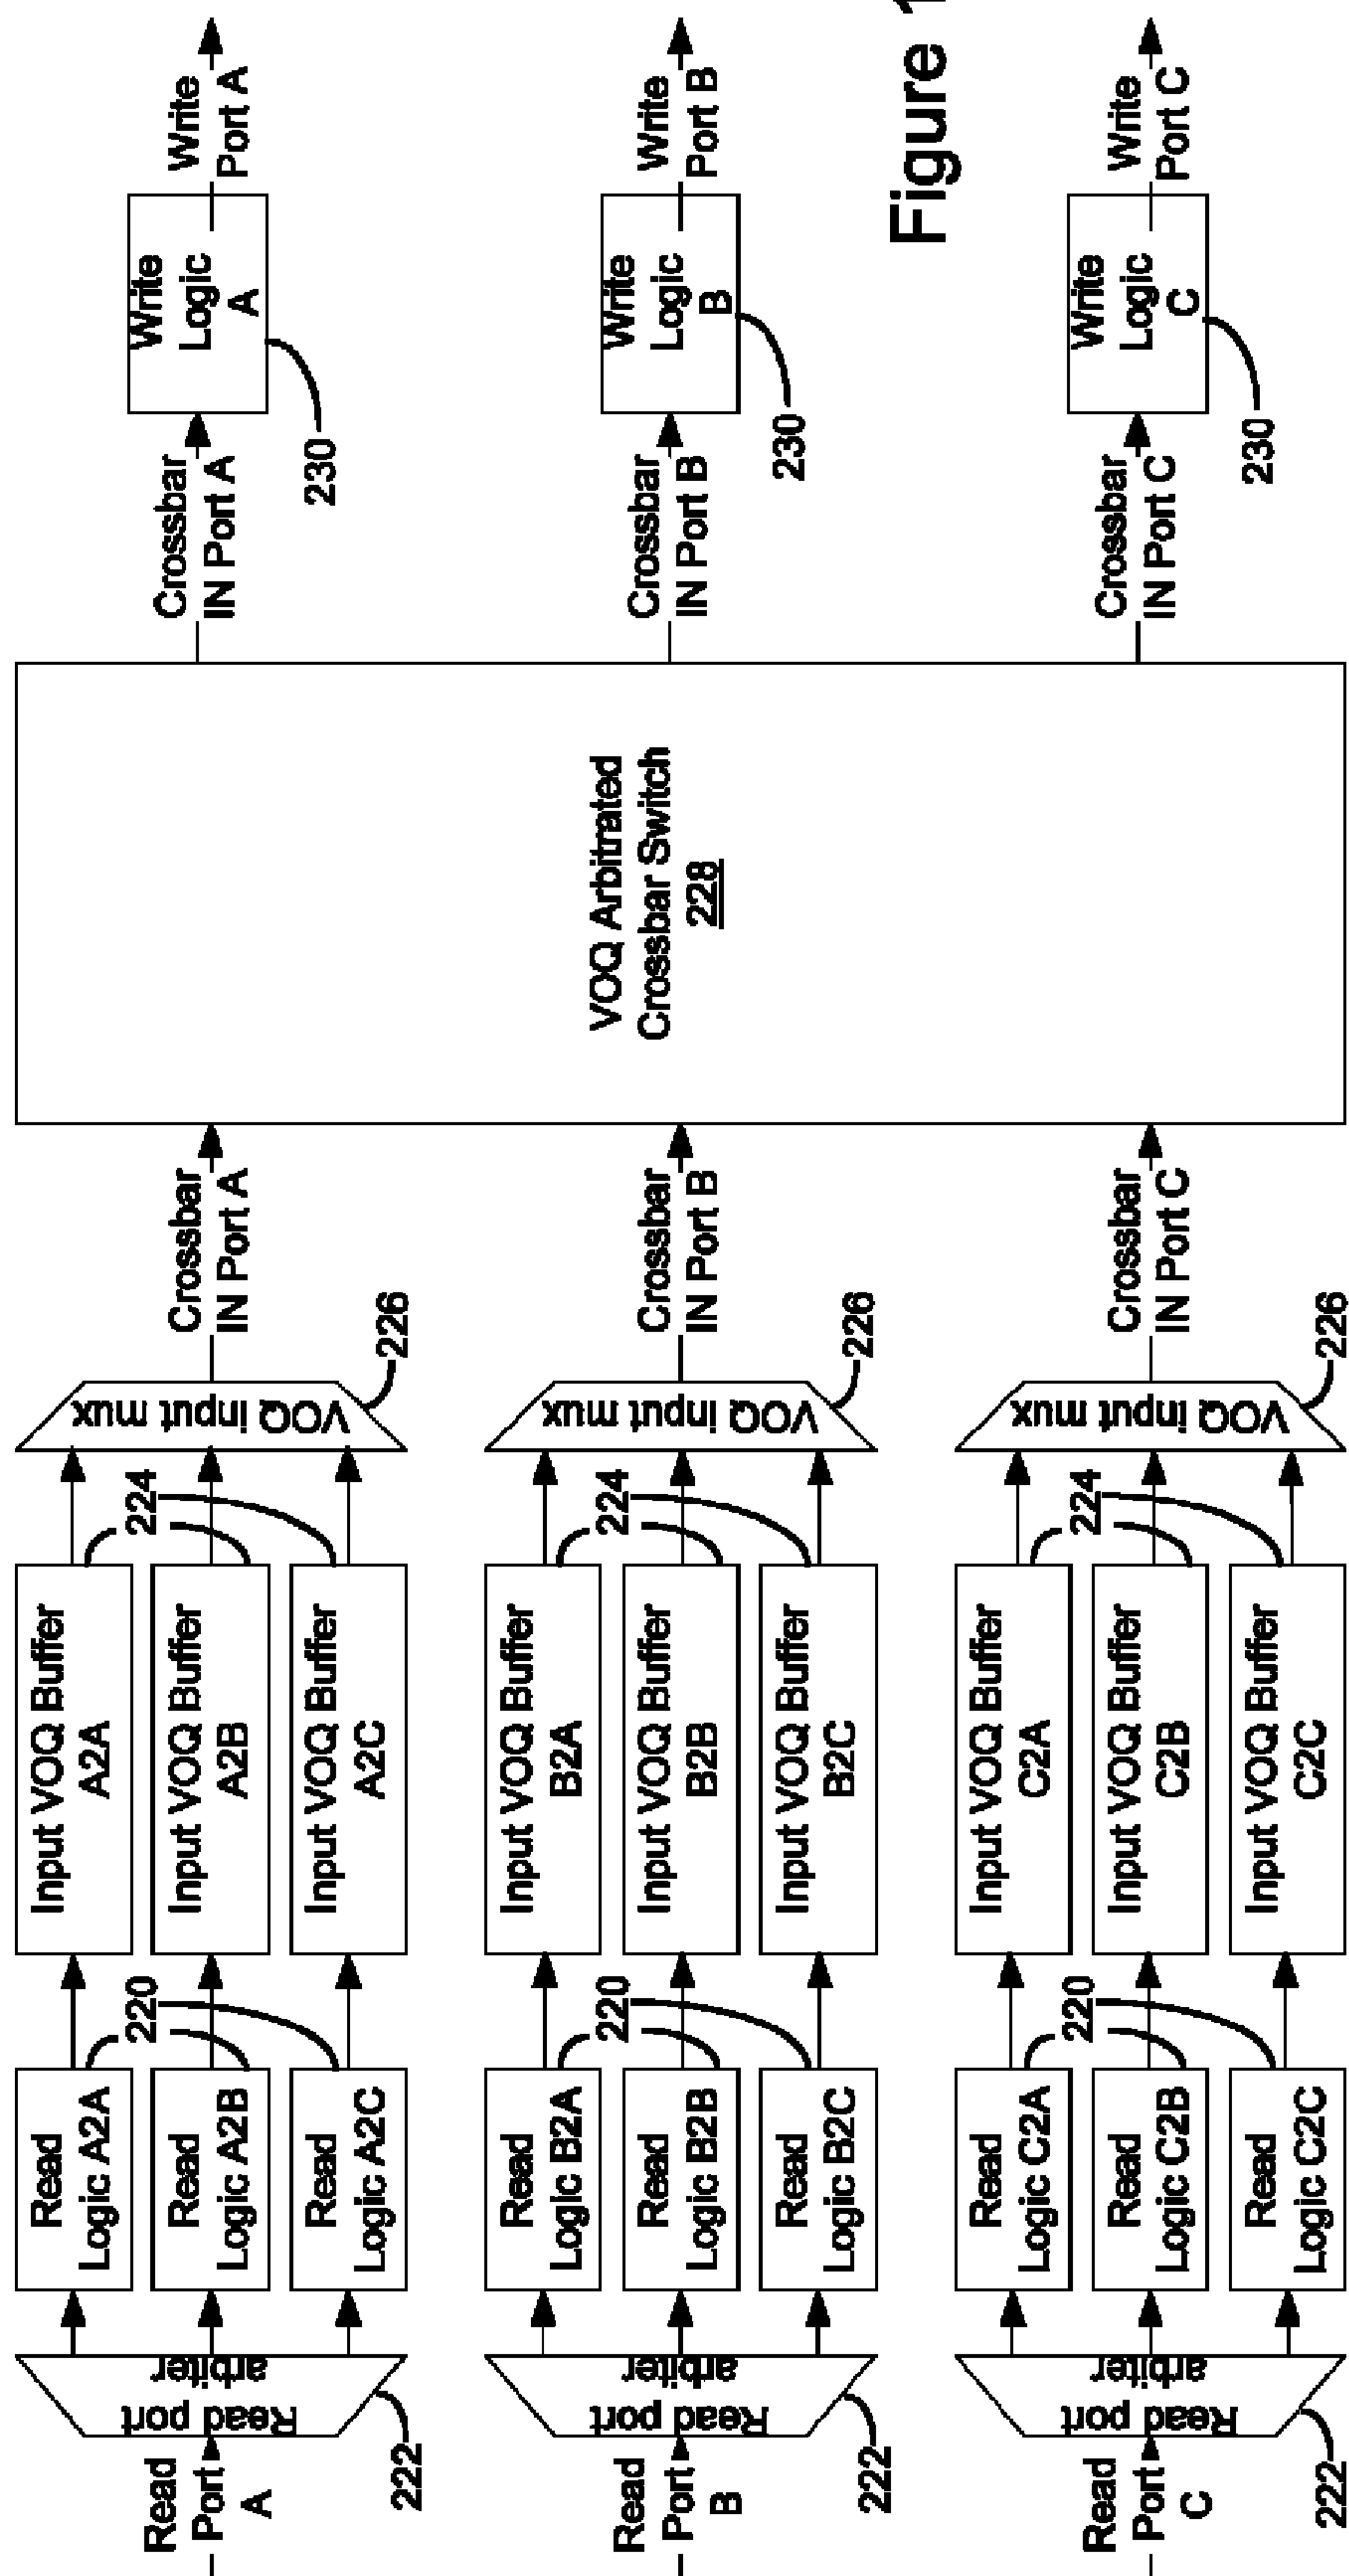 Read
Port
A
222
Read port
arbiter
Read
Logic A2A
Read
Logic A2B
Read
Logic A2C
220
Input VOQ Buffer
A2A
Input VOQ Buffer
A2B
Input VOQ Buffer
A2C
224
VOQ
input mux
226
Crossbar
IN Port A
Read
Port
B
222
Read port
arbiter
Read
Logic B2A
Read
Logic B2B
Read
Logic B2C
220
Input VOQ Buffer
B2A
Input VOQ Buffer
B2B
Input VOQ Buffer
B2C
224
VOQ
input mux
226
Crossbar
IN Port B
Read
Port
C
222
Read port
arbiter
Read
Logic C2A
Read
Logic C2B
Read
Logic C2C
220
Input VOQ Buffer
C2A
Input VOQ Buffer
C2B
Input VOQ Buffer
C2C
224
VOQ
input mux
226
Crossbar
IN Port C
VOQ Arbitrated
Crossbar Switch
228
Crossbar
IN Port A
Write
Logic
A
230
Write
Port A
Crossbar
IN Port B
Write
Logic
B
230
Write
Port B
Crossbar
IN Port C
Write
Logic
C
230
Write
Port C
Figure